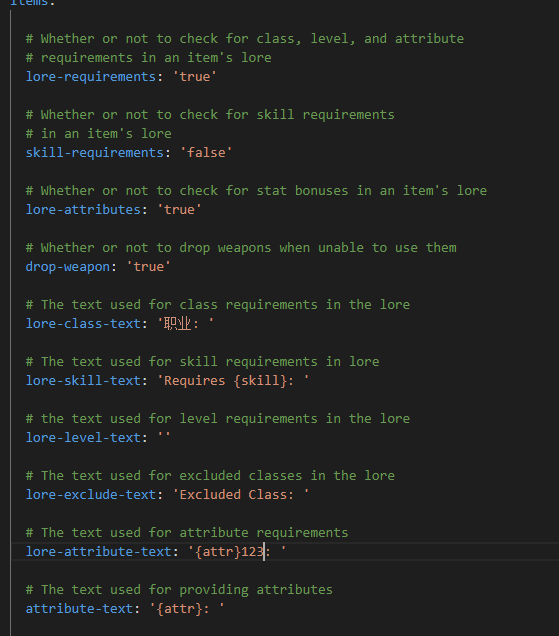 Items:
# Whether or not to check for class, level, and attribute
# requirements in an item's lore
lore-requirements: 'true'
# Whether or not to check for skill requirements
# in an item's lore
skill-requirements: 'false'
# Whether or not to check for stat bonuses in an item's lore
lore-attributes: 'true'
# Whether or not to drop weapons when unable to use them
drop-weapon: 'true'
# The text used for class requirements in the lore
lore-class-text: '职业: '
# The text used for skill requirements in lore
lore-skill-text: 'Requires {skill}: '
# the text used for level requirements in the lore
lore-level-text: ''
# The text used for excluded classes in the lore
lore-exclude-text: 'Excluded Class: '
# The text used for attribute requirements
lore-attribute-text: '{attr}123: '
# The text used for providing attributes
attribute-text: '{attr}: '